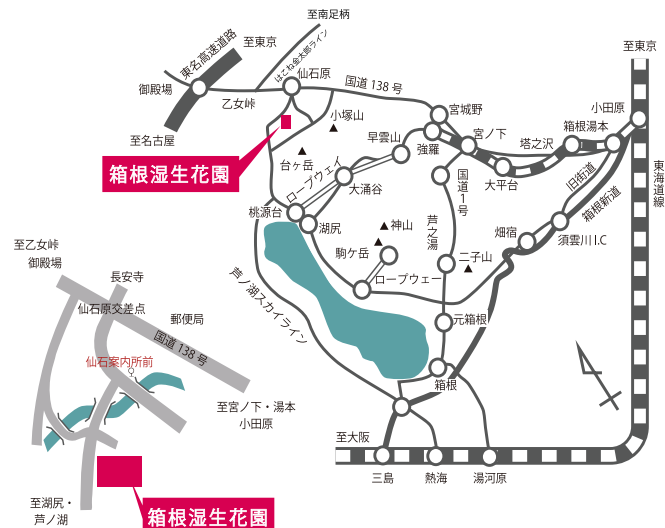 至南足柄
はこね金太郎ライン
至東京
東名高速道路
仙石原
国道138号
至東京
御殿場
乙女峠
宮城野
小田原
箱根湯本
塔之沢
至名古屋
小塚山
早雲山
強羅
宮ノ下
箱根湿生花園
台ヶ岳
ロープウェイ
大涌谷
大平台
旧街道
東海道線
国道1号
箱根新道
桃源台
湖尻
神山
芦之湯
畑宿
須雲川I.C
至乙女峠
御殿場
駒ケ岳
二子山
長安寺
芦ノ湖スカイライン
ロープウェー
仙石原交差点
郵便局
元箱根
国道138号
仙石案内所前
箱根
至宮ノ下・湯本
小田原
至大阪
三島
熱海
湯河原
至湖尻・
芦ノ湖
箱根湿生花園